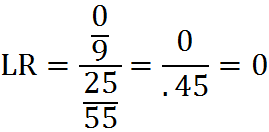 LR = (0/9)/(25/55) = 0/.45 = 0